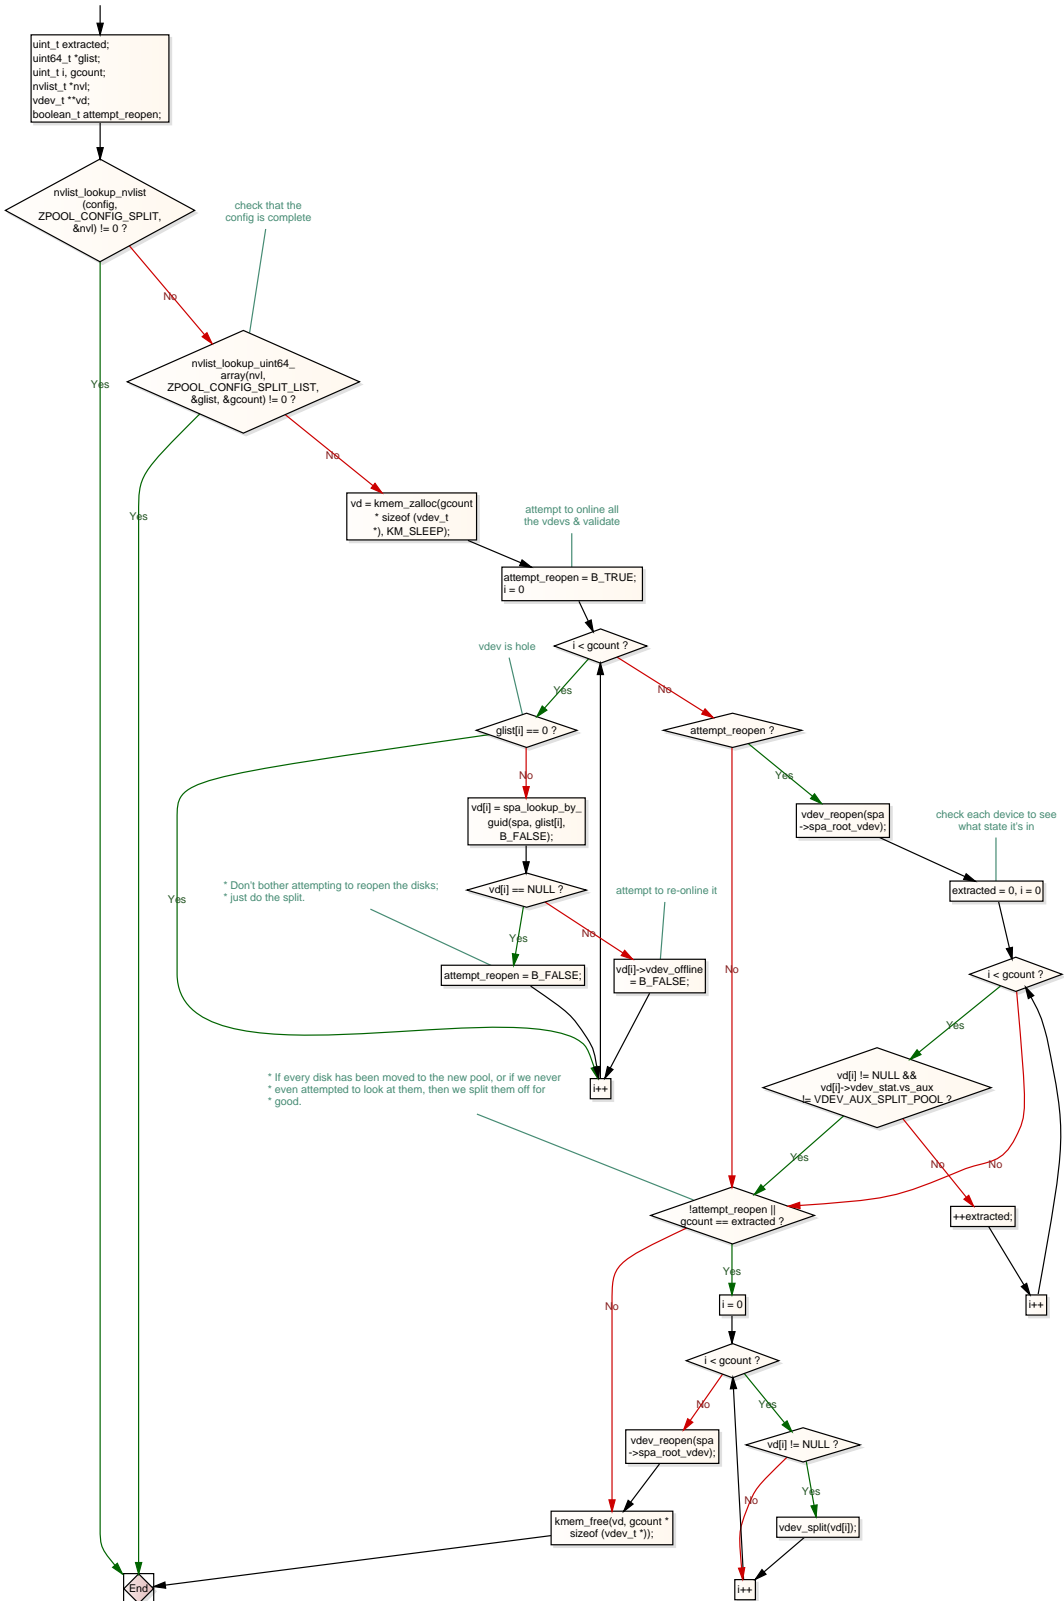 uint_t extracted;
uint64_t *glist;
uint_t i, gcount;
nvlist_t *nvl;
vdev_t **vd;
boolean_t attempt_reopen;
nvlist_lookup_nvlist
(config,
ZPOOL_CONFIG_SPLIT,
&nvl) != 0 ?
check that the
config is complete
No
Yes
nvlist_lookup_uint64_
array(nvl,
ZPOOL_CONFIG_SPLIT_LIST,
&glist, &gcount) != 0 ?
No
Yes
vd = kmem_zalloc(gcount
* sizeof (vdev_t
*), KM_SLEEP);
attempt to online all
the vdevs & validate
attempt_reopen = B_TRUE;
i = 0
i < gcount ?
vdev is hole
Yes
No
glist[i] == 0 ?
attempt_reopen ?
No
Yes
vd[i] = spa_lookup_by_
guid(spa, glist[i],
B_FALSE);
vdev_reopen(spa
->spa_root_vdev);
check each device to see
what state it's in
* Don't bother attempting to reopen the disks;
* just do the split.
vd[i] == NULL ?
attempt to re-online it
extracted = 0, i = 0
Yes
Yes
No
attempt_reopen = B_FALSE;
vd[i]->vdev_offline
= B_FALSE;
No
i < gcount ?
Yes
* If every disk has been moved to the new pool, or if we never
* even attempted to look at them, then we split them off for
* good.
i++
vd[i] != NULL &&
vd[i]->vdev_stat.vs_aux
!= VDEV_AUX_SPLIT_POOL ?
Yes
No
No
!attempt_reopen ||
gcount == extracted ?
++extracted;
Yes
No
i = 0
i++
i < gcount ?
No
Yes
vdev_reopen(spa
->spa_root_vdev);
vd[i] != NULL ?
No
Yes
kmem_free(vd, gcount *
sizeof (vdev_t *));
vdev_split(vd[i]);
End
i++